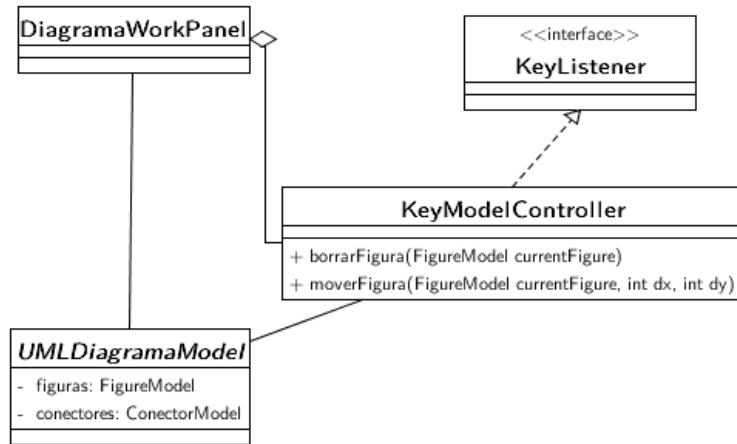 DiagramaWorkPanel
<<interface>>
KeyListener
KeyModelController
+ borrarFigura(FigureModel currentFigure)
+ moverFigura(FigureModel currentFigure, int dx, int dy)
UMLDiagramaModel
- figuras: FigureModel
- conectores: ConectorModel